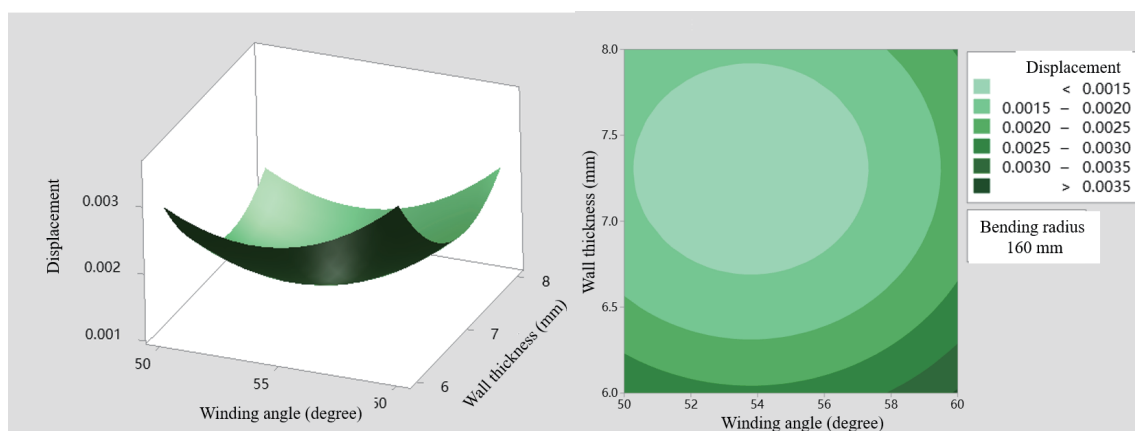 Displacement
0.003
0.002
0.001
50
55
50
Winding angle (degree)
6
7
8
Wall thickness (mm)
8.0
7.5
7.0
6.5
6.0
Wall thickness (mm)
50 52 54 56 58 60
Winding angle (degree)
Displacement
< 0.0015
0.0015 – 0.0020
0.0020 – 0.0025
0.0025 – 0.0030
0.0030 – 0.0035
> 0.0035
Bending radius
160 mm